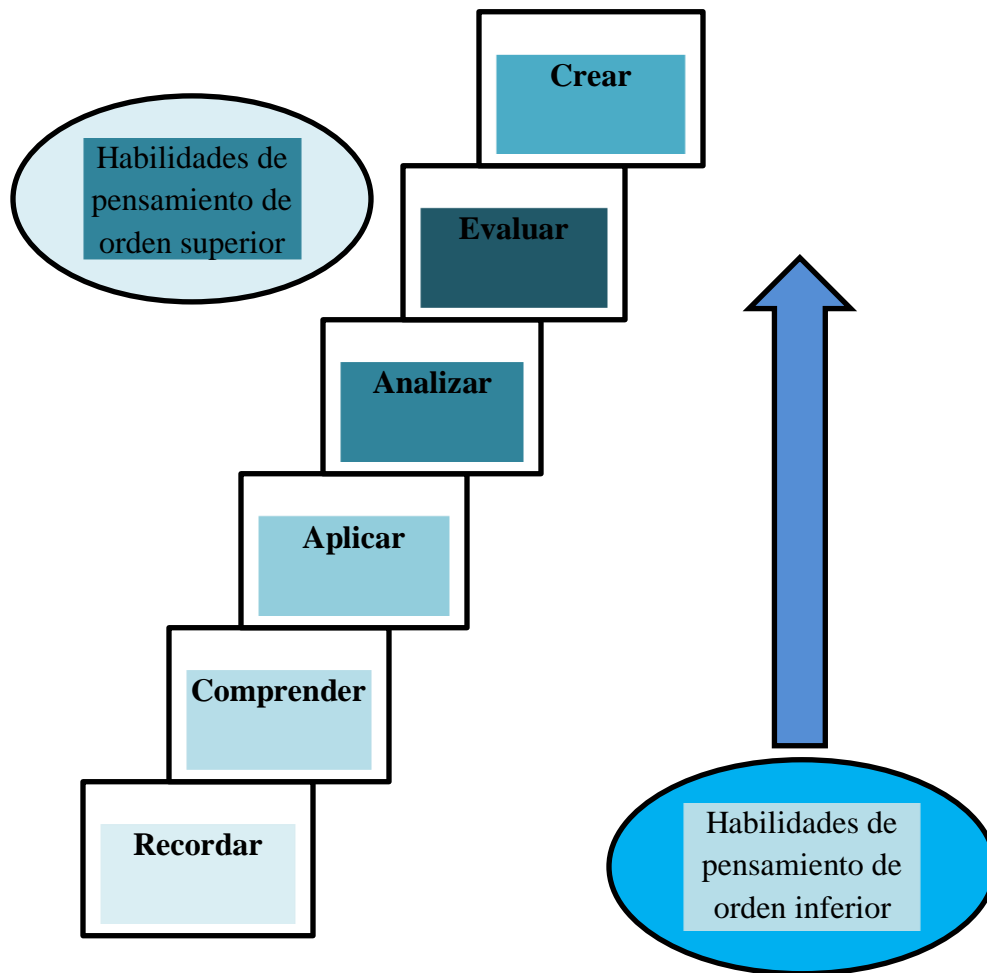 Crear
Habilidades de
pensamiento de
orden superior
Evaluar
Analizar
Aplicar
Comprender
Recordar
Habilidades de
pensamiento de
orden inferior